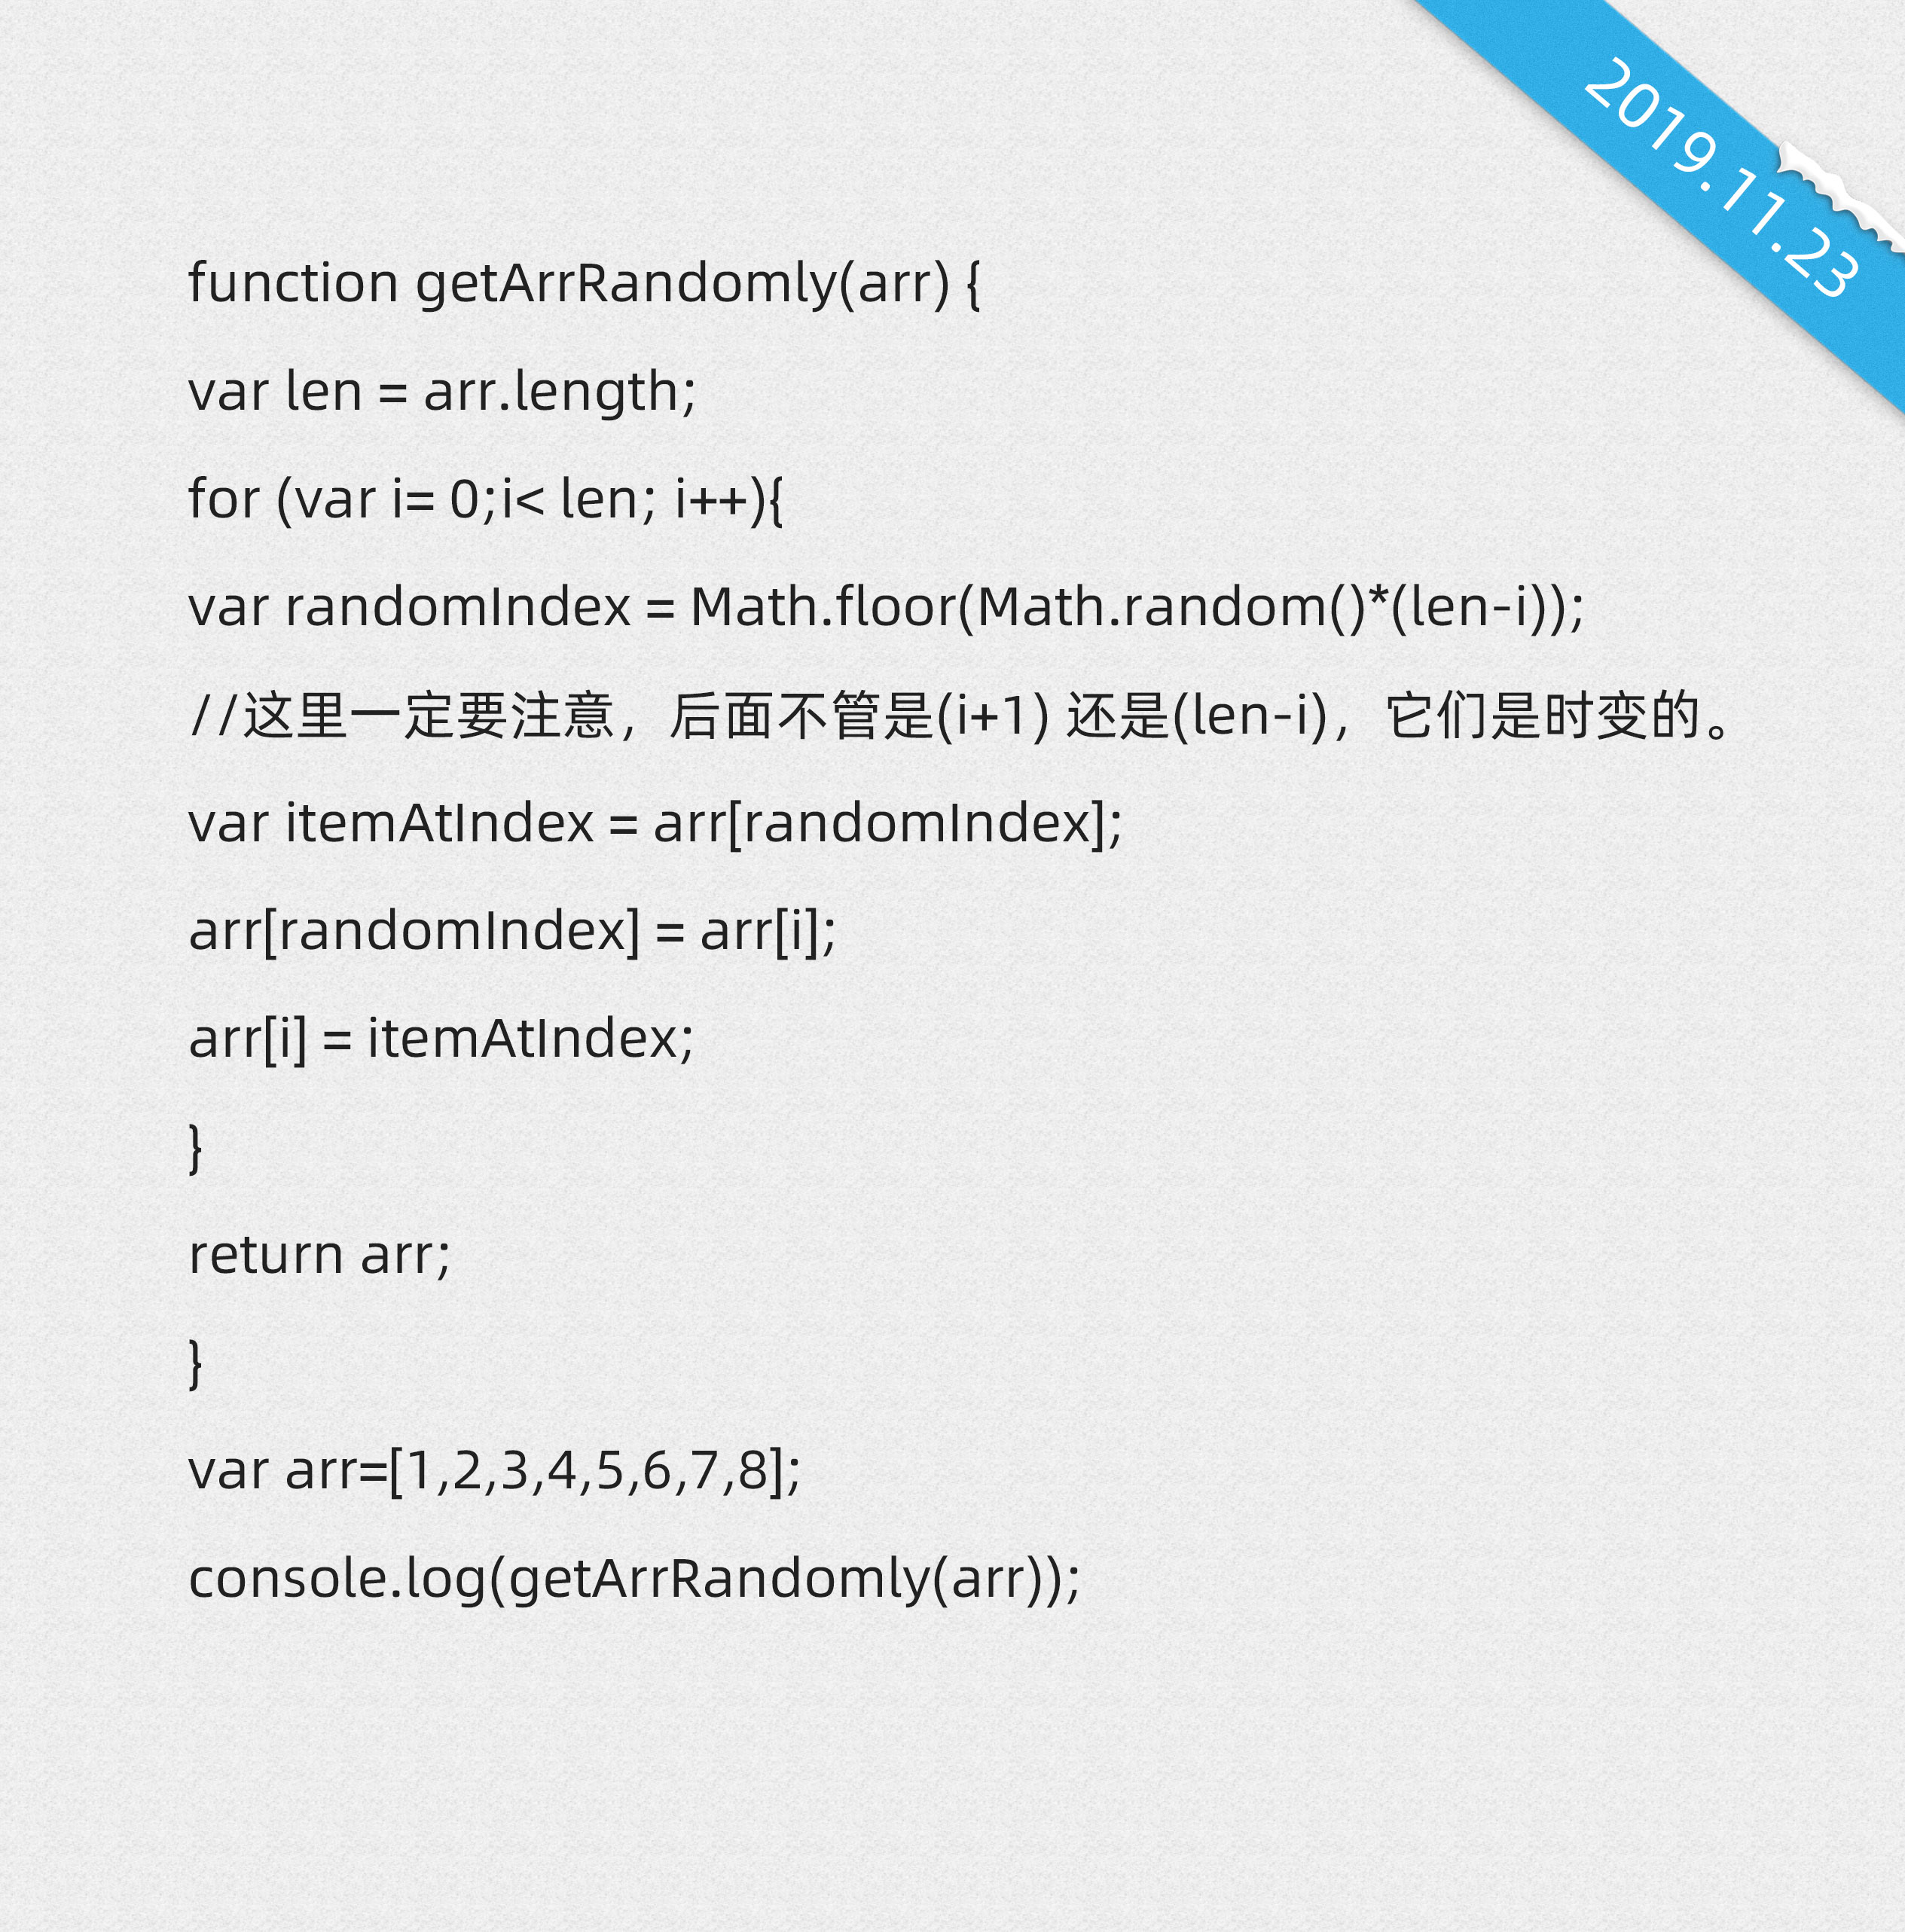 2019.11.23
function getArrRandomly(arr) {
var len = arr.length;
for (var i= 0;i< len; i++){
var randomIndex = Math.floor(Math.random()*(len-i));
//这里一定要注意，后面不管是(i+1) 还是(len-i)，它们是时变的。
var itemAtIndex = arr[randomIndex];
arr[randomIndex] = arr[i];
arr[i] = itemAtIndex;
}
return arr;
}
var arr=[1,2,3,4,5,6,7,8];
console.log(getArrRandomly(arr));